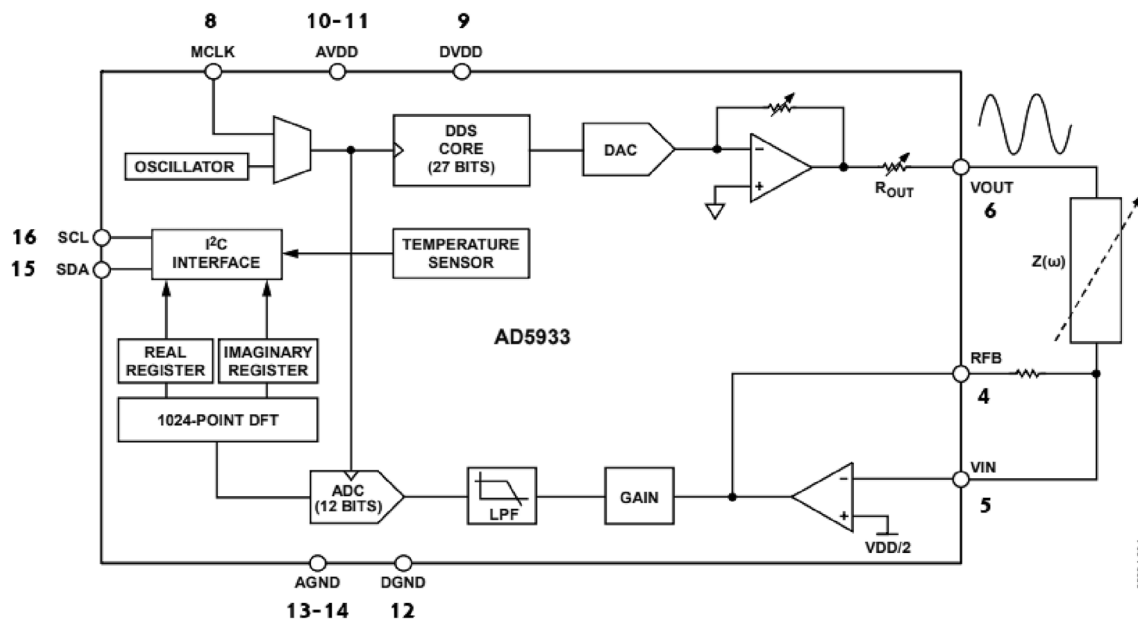 8
10-11
9
MCLK
AVDD
DVDD
OSCILLATOR
DDS
CORE
(27 BITS)
DAC
ROUT
VOUT
6
16
SCL
15
SDA
I²C
INTERFACE
TEMPERATURE
SENSOR
Z(ω)
AD5933
REAL
REGISTER
IMAGINARY
REGISTER
RFB
4
1024-POINT DFT
VIN
5
ADC
(12 BITS)
LPF
GAIN
VDD/2
−
+
−
+
AGND
DGND
13-14
12